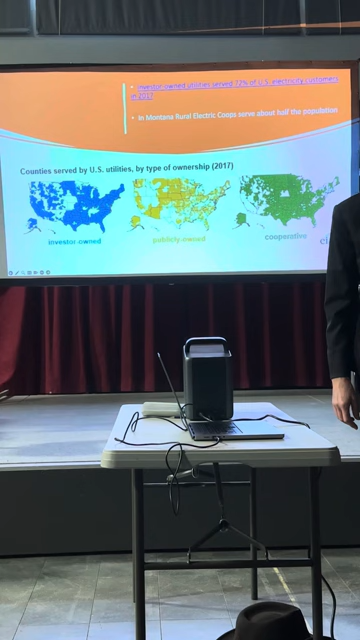 • Investor-owned utilities served 72% of U.S. electricity customers
in 2017
• In Montana Rural Electric Coops serve about half the population
Counties served by U.S. utilities, by type of ownership (2017)
investor-owned
publicly-owned
cooperative